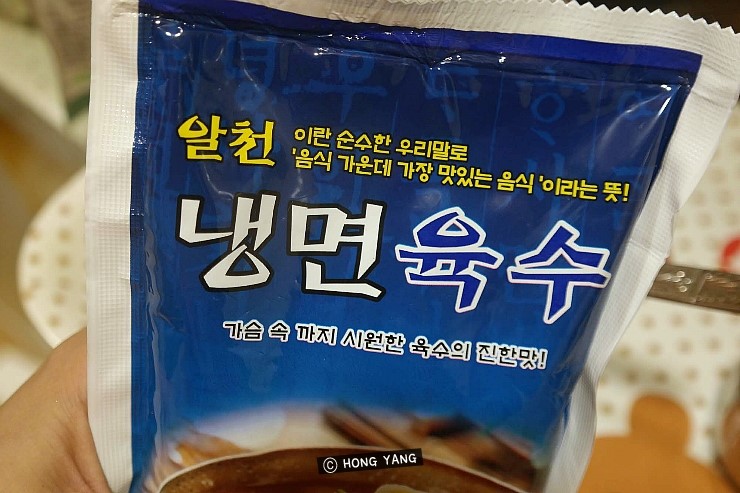 알천 이란 순수한 우리말로
'음식 가운데 가장 맛있는 음식'이라는 뜻!
냉면육수
가슴 속 까지 시원한 육수의 진한맛!
© HONG YANG